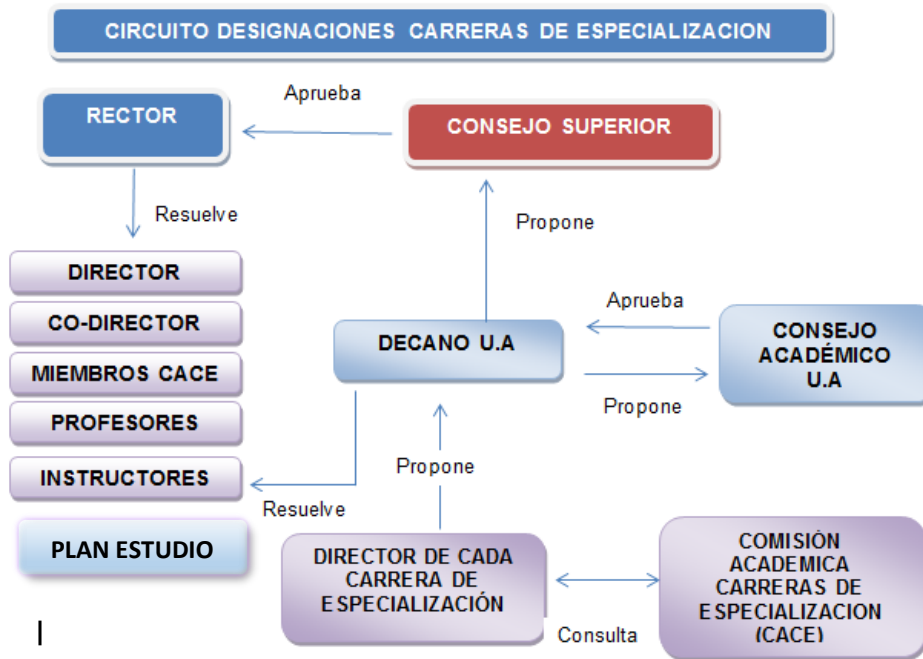 CIRCUITO DESIGNACIONES CARRERAS DE ESPECIALIZACION
Aprueba
RECTOR
CONSEJO SUPERIOR
Resuelve
Propone
DIRECTOR
CO-DIRECTOR
MIEMBROS CACE
PROFESORES
INSTRUCTORES
PLAN ESTUDIO
DECANO U.A
Aprueba
CONSEJO
ACADÉMICO
U.A
Propone
Propone
Resuelve
DIRECTOR DE CADA
CARRERA DE
ESPECIALIZACIÓN
COMISIÓN
ACADEMICA
CARRERAS DE
ESPECIALIZACION
(CACE)
Consulta